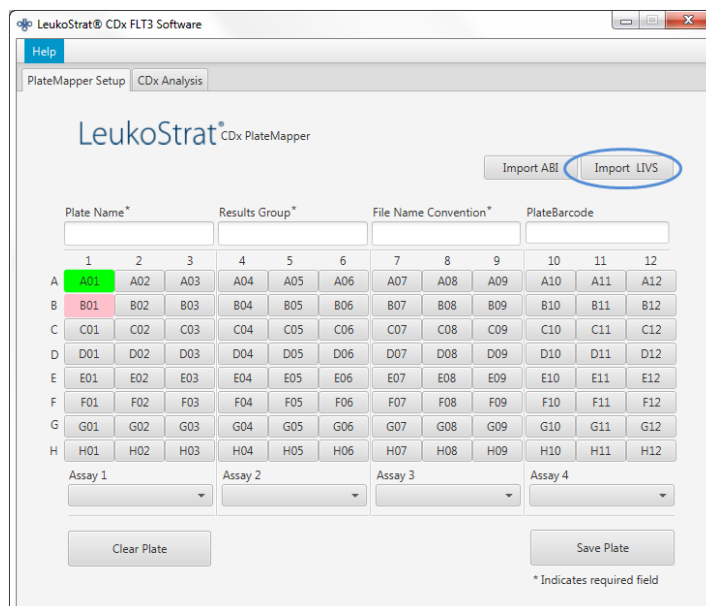 LeukoStrat® CDx FLT3 Software
Help
PlateMapper Setup CDx Analysis
LeukoStrat® CDx PlateMapper
Import ABI Import LIVS
Plate Name* Results Group* File Name Convention* PlateBarcode
1 2 3 4 5 6 7 8 9 10 11 12
A A01 A02 A03 A04 A05 A06 A07 A08 A09 A10 A11 A12
B B01 B02 B03 B04 B05 B06 B07 B08 B09 B10 B11 B12
C C01 C02 C03 C04 C05 C06 C07 C08 C09 C10 C11 C12
D D01 D02 D03 D04 D05 D06 D07 D08 D09 D10 D11 D12
E E01 E02 E03 E04 E05 E06 E07 E08 E09 E10 E11 E12
F F01 F02 F03 F04 F05 F06 F07 F08 F09 F10 F11 F12
G G01 G02 G03 G04 G05 G06 G07 G08 G09 G10 G11 G12
H H01 H02 H03 H04 H05 H06 H07 H08 H09 H10 H11 H12
Assay 1 Assay 2 Assay 3 Assay 4
Clear Plate Save Plate
* Indicates required field